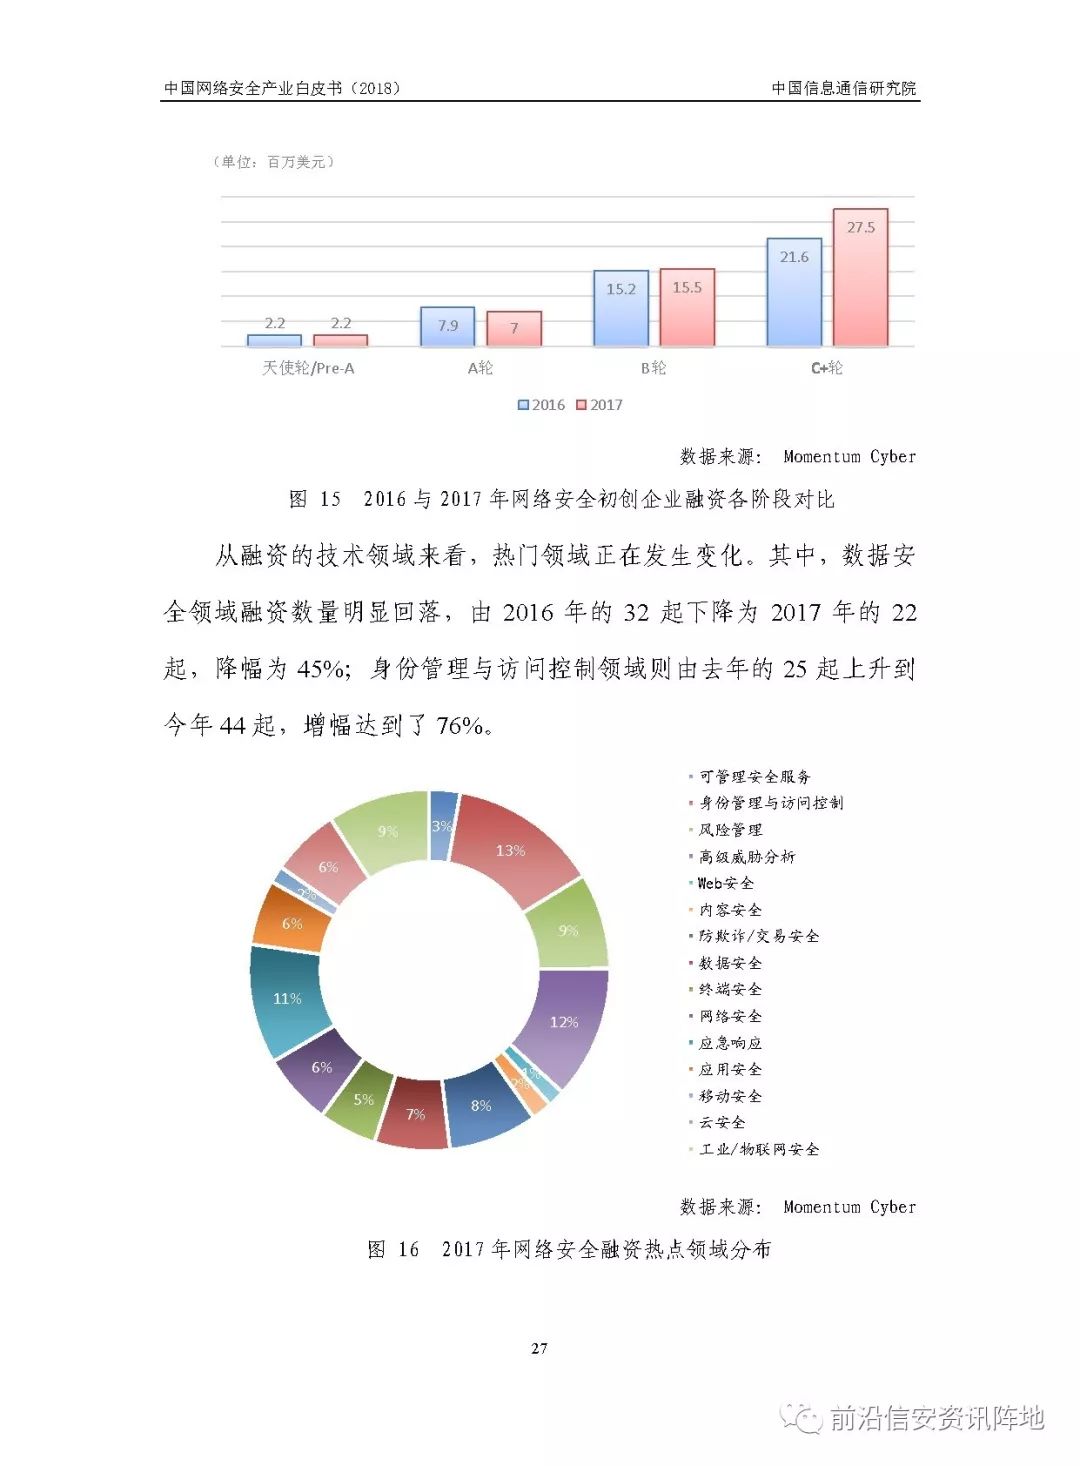 中国网络安全产业白皮书（2018）
中国信息通信研究院
（单位：百万美元）
2.2 2.2 7.9 7 15.2 15.5 21.6 27.5
天使轮/Pre-A A轮 B轮 C+轮
2016 2017
数据来源： Momentum Cyber
图 15 2016 与 2017 年网络安全初创企业融资各阶段对比
从融资的技术领域来看，热门领域正在发生变化。其中，数据安
全领域融资数量明显回落，由 2016 年的 32 起下降为 2017 年的 22
起，降幅为 45%；身份管理与访问控制领域则由去年的 25 起上升到
今年 44 起，增幅达到了 76%。
3%
13%
9%
12%
1%
2%
8%
7%
5%
6%
11%
6%
2%
6%
9%
可管理安全服务
身份管理与访问控制
风险管理
高级威胁分析
Web安全
内容安全
防欺诈/交易安全
数据安全
终端安全
网络安全
应急响应
应用安全
移动安全
云安全
工业/物联网安全
数据来源： Momentum Cyber
图 16 2017 年网络安全融资热点领域分布
27
前沿信安资讯阵地